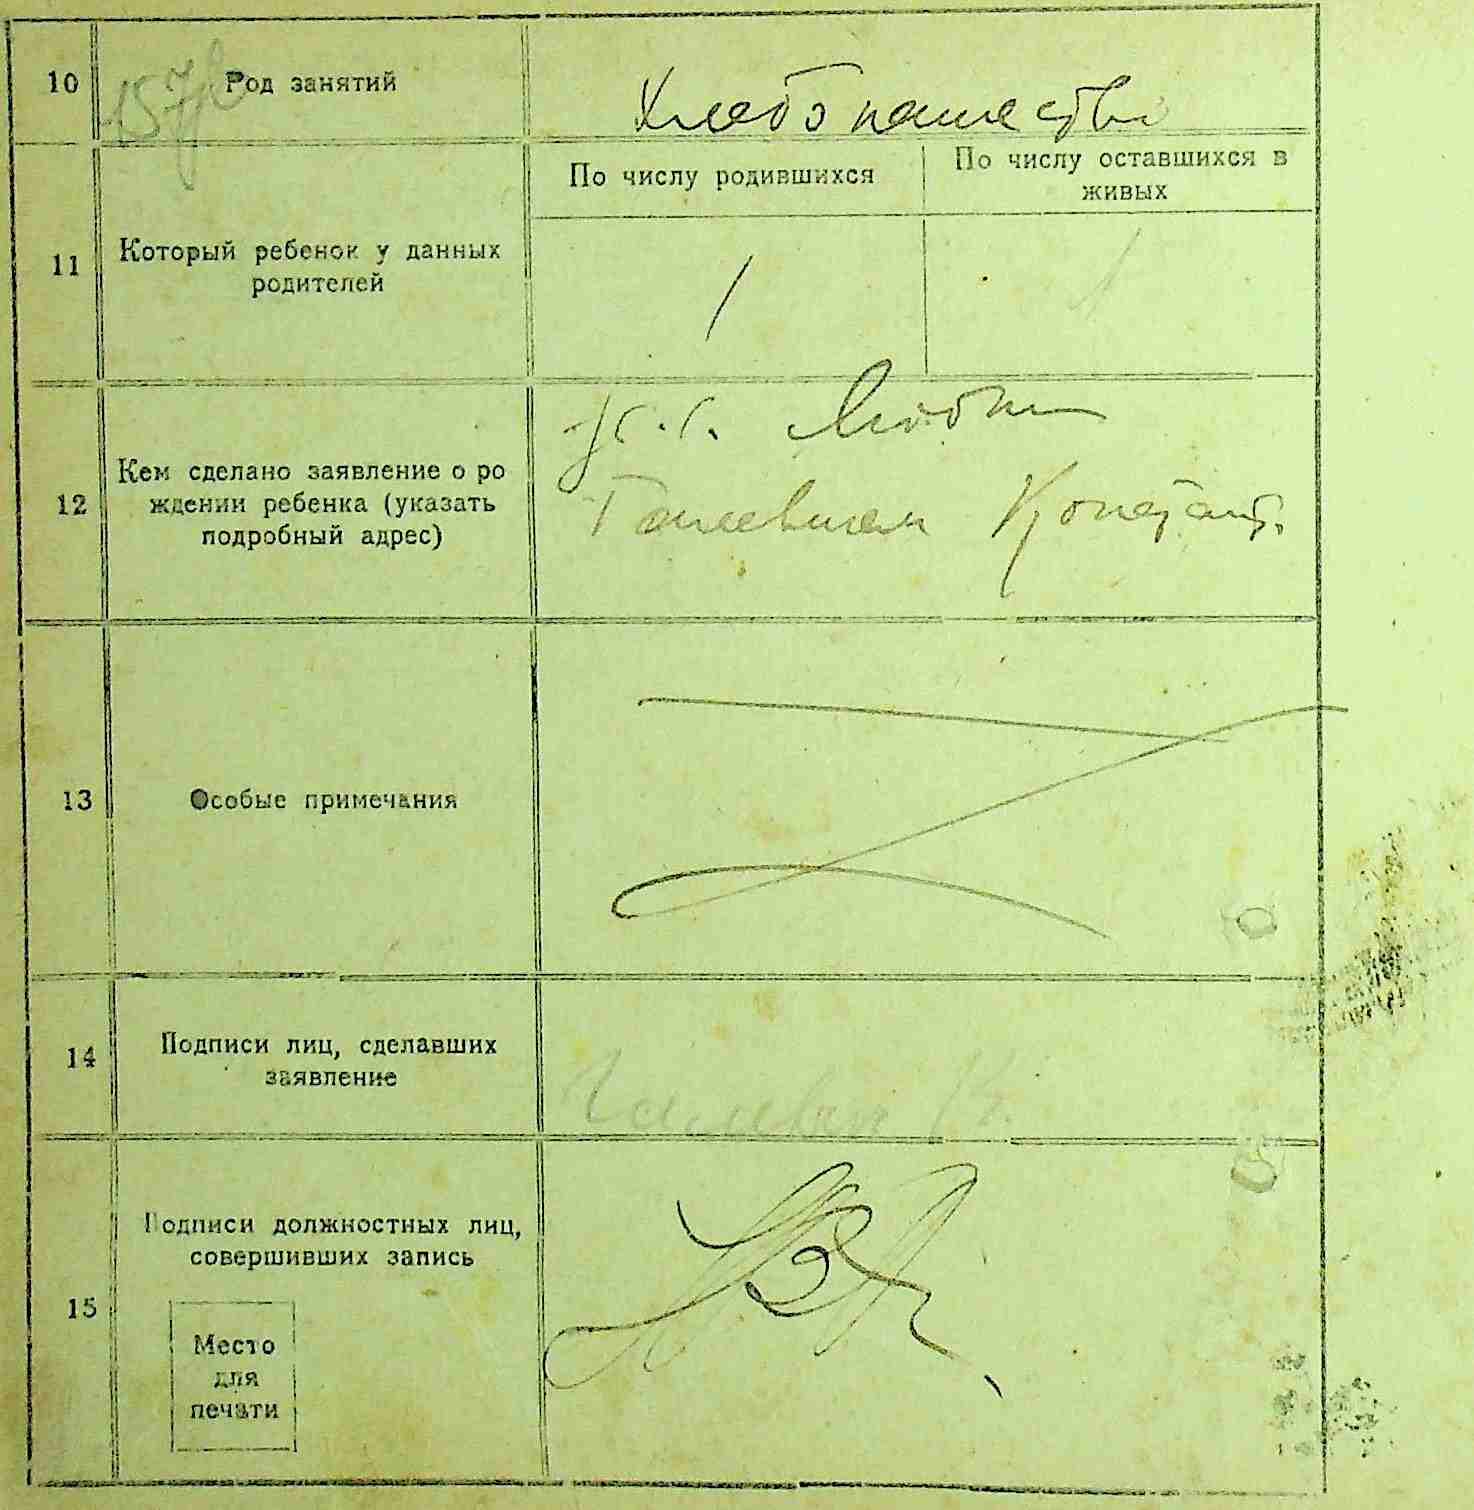 10 Род занятий Хлебопашество
По числу родившихся По числу оставшихся в
живых
11 Который ребенок у данных
родителей
1 1
12 Кем сделано заявление о ро
ждении ребенка (указать
подробный адрес)
13 Особые примечания
14 Подписи лиц, сделавших
заявление
15 Подписи должностных лиц,
совершивших запись
Место
для
печати